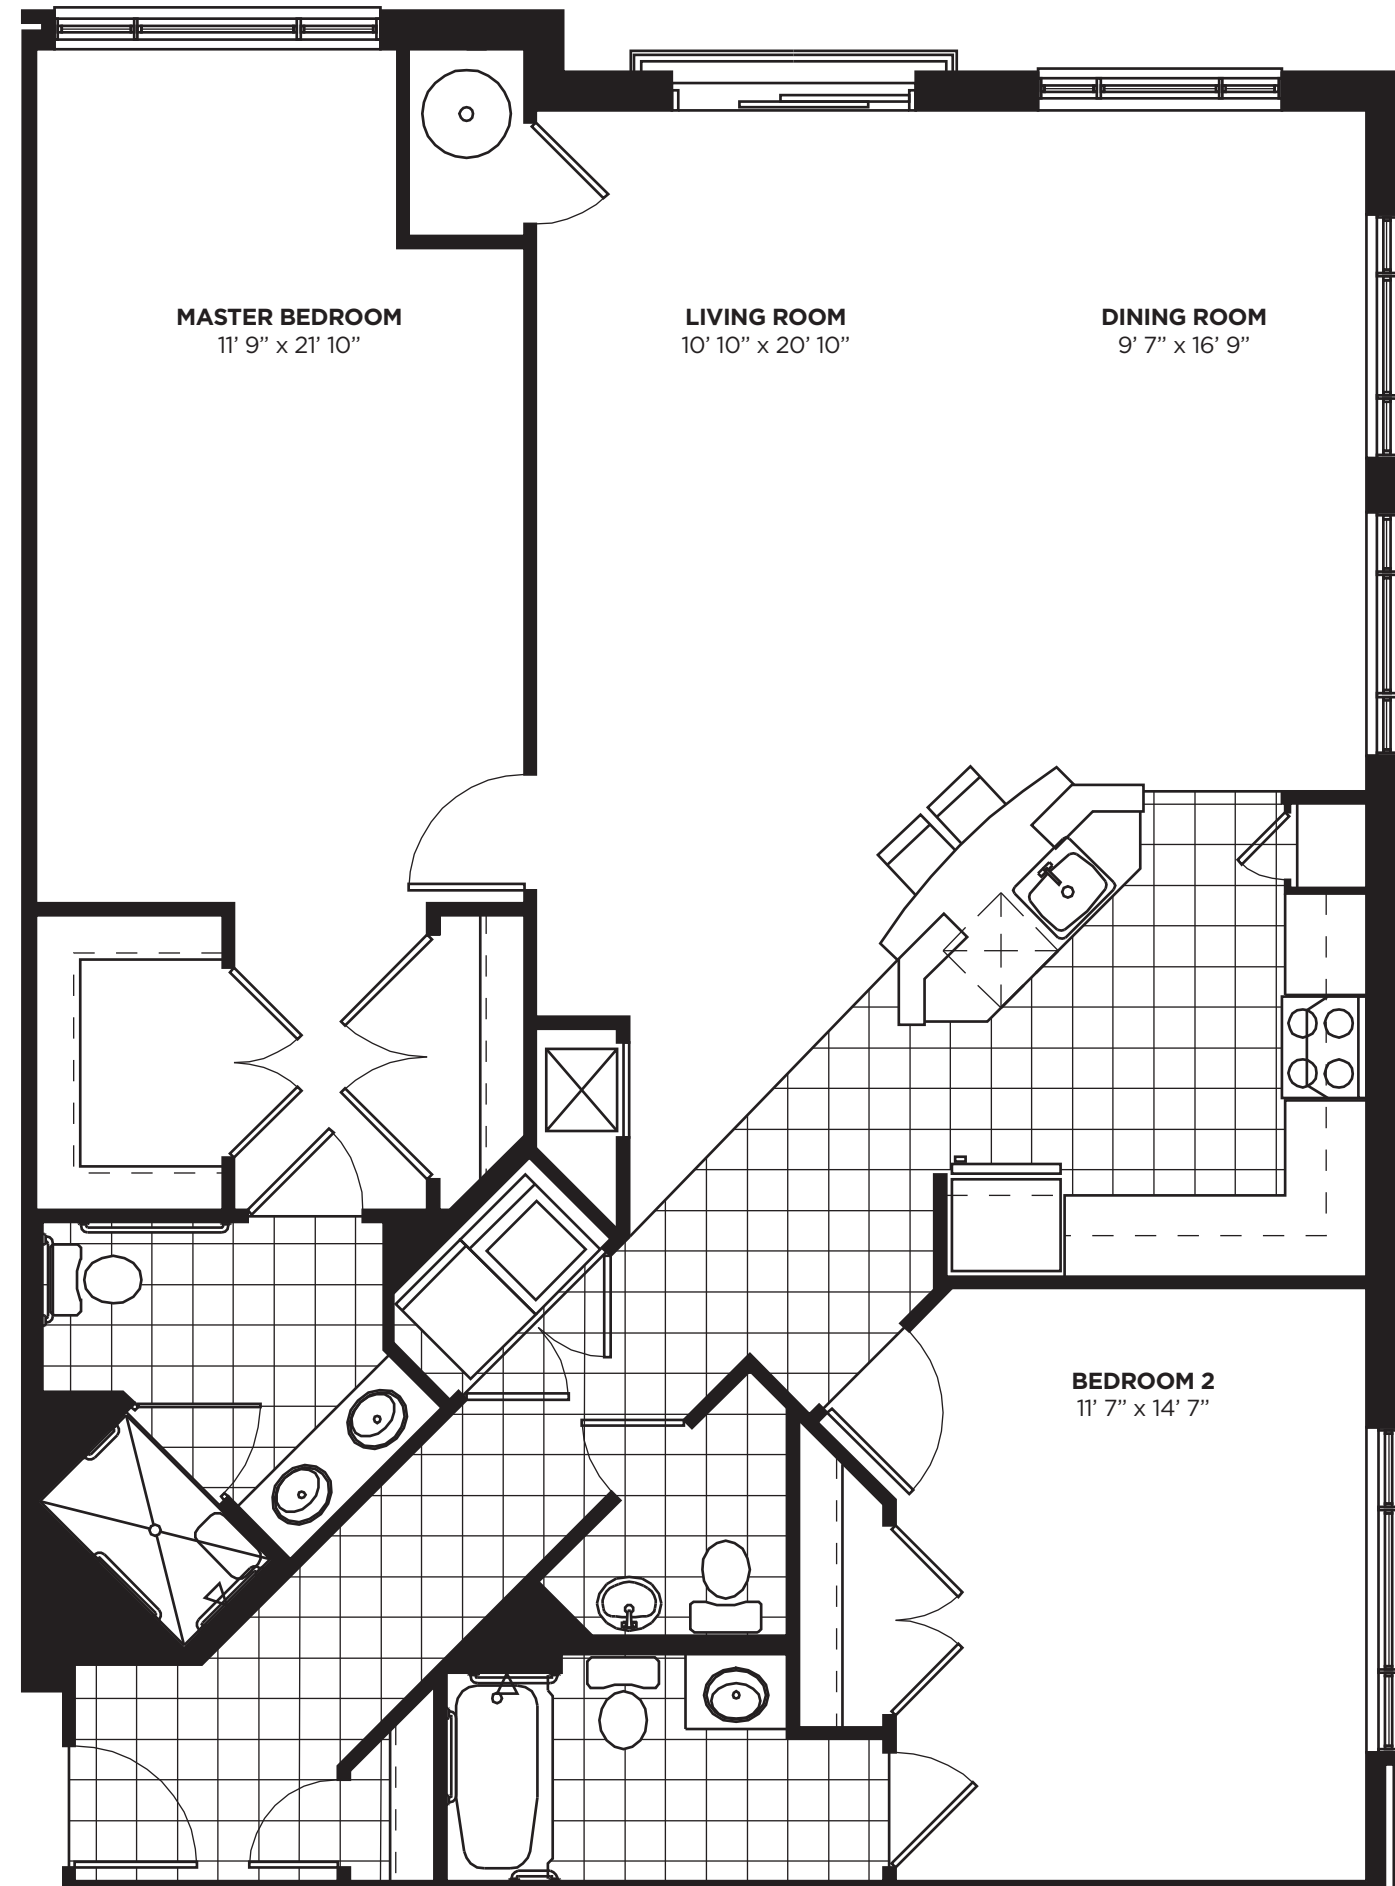 MASTER BEDROOM
11’ 9” x 21’ 10”
LIVING ROOM
10’ 10” x 20’ 10”
DINING ROOM
9’ 7” x 16’ 9”
BEDROOM 2
11’ 7” x 14’ 7”